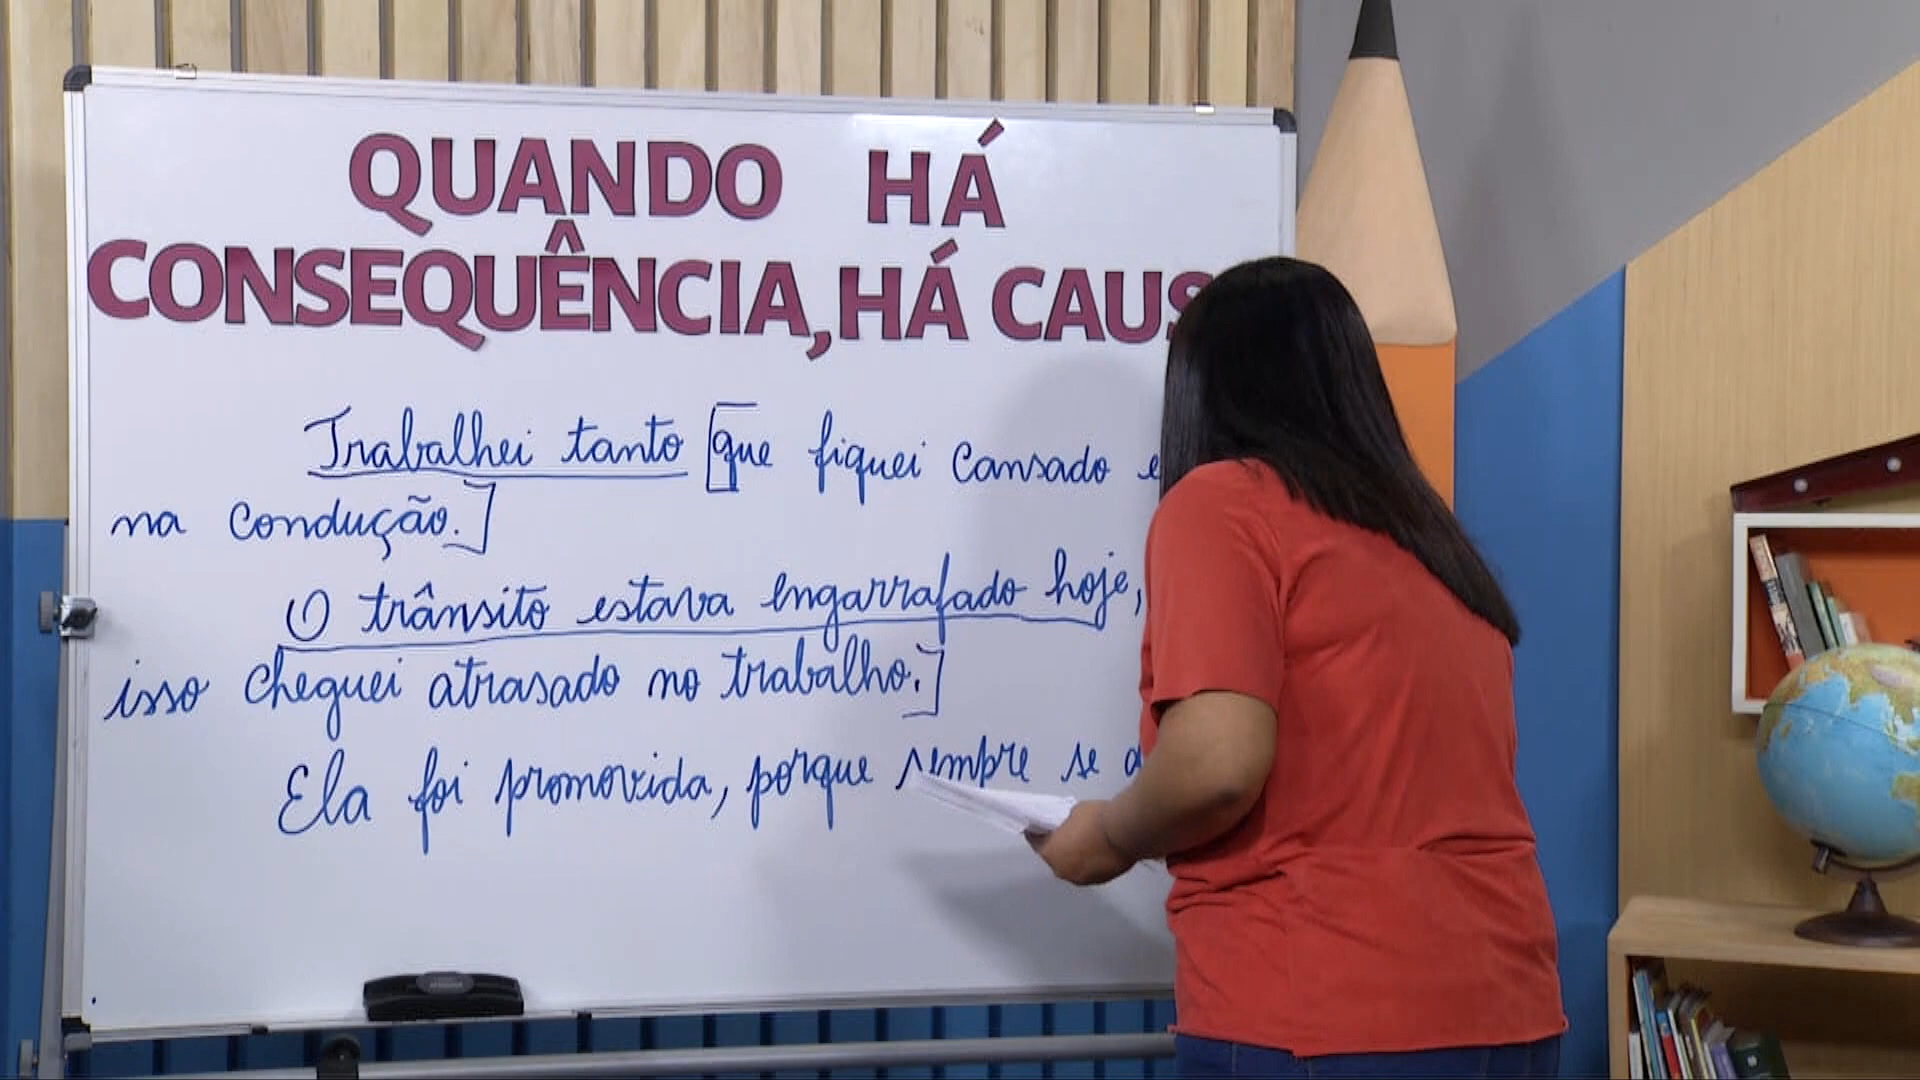 QUANDO HÁ
CONSEQUÊNCIA, HÁ CAUS
Trabalhei tanto [que fiquei cansado e
na condução.]
O trânsito estava engarrafado hoje,
isso cheguei atrasado no trabalho.]
Ela foi promovida, porque sempre se